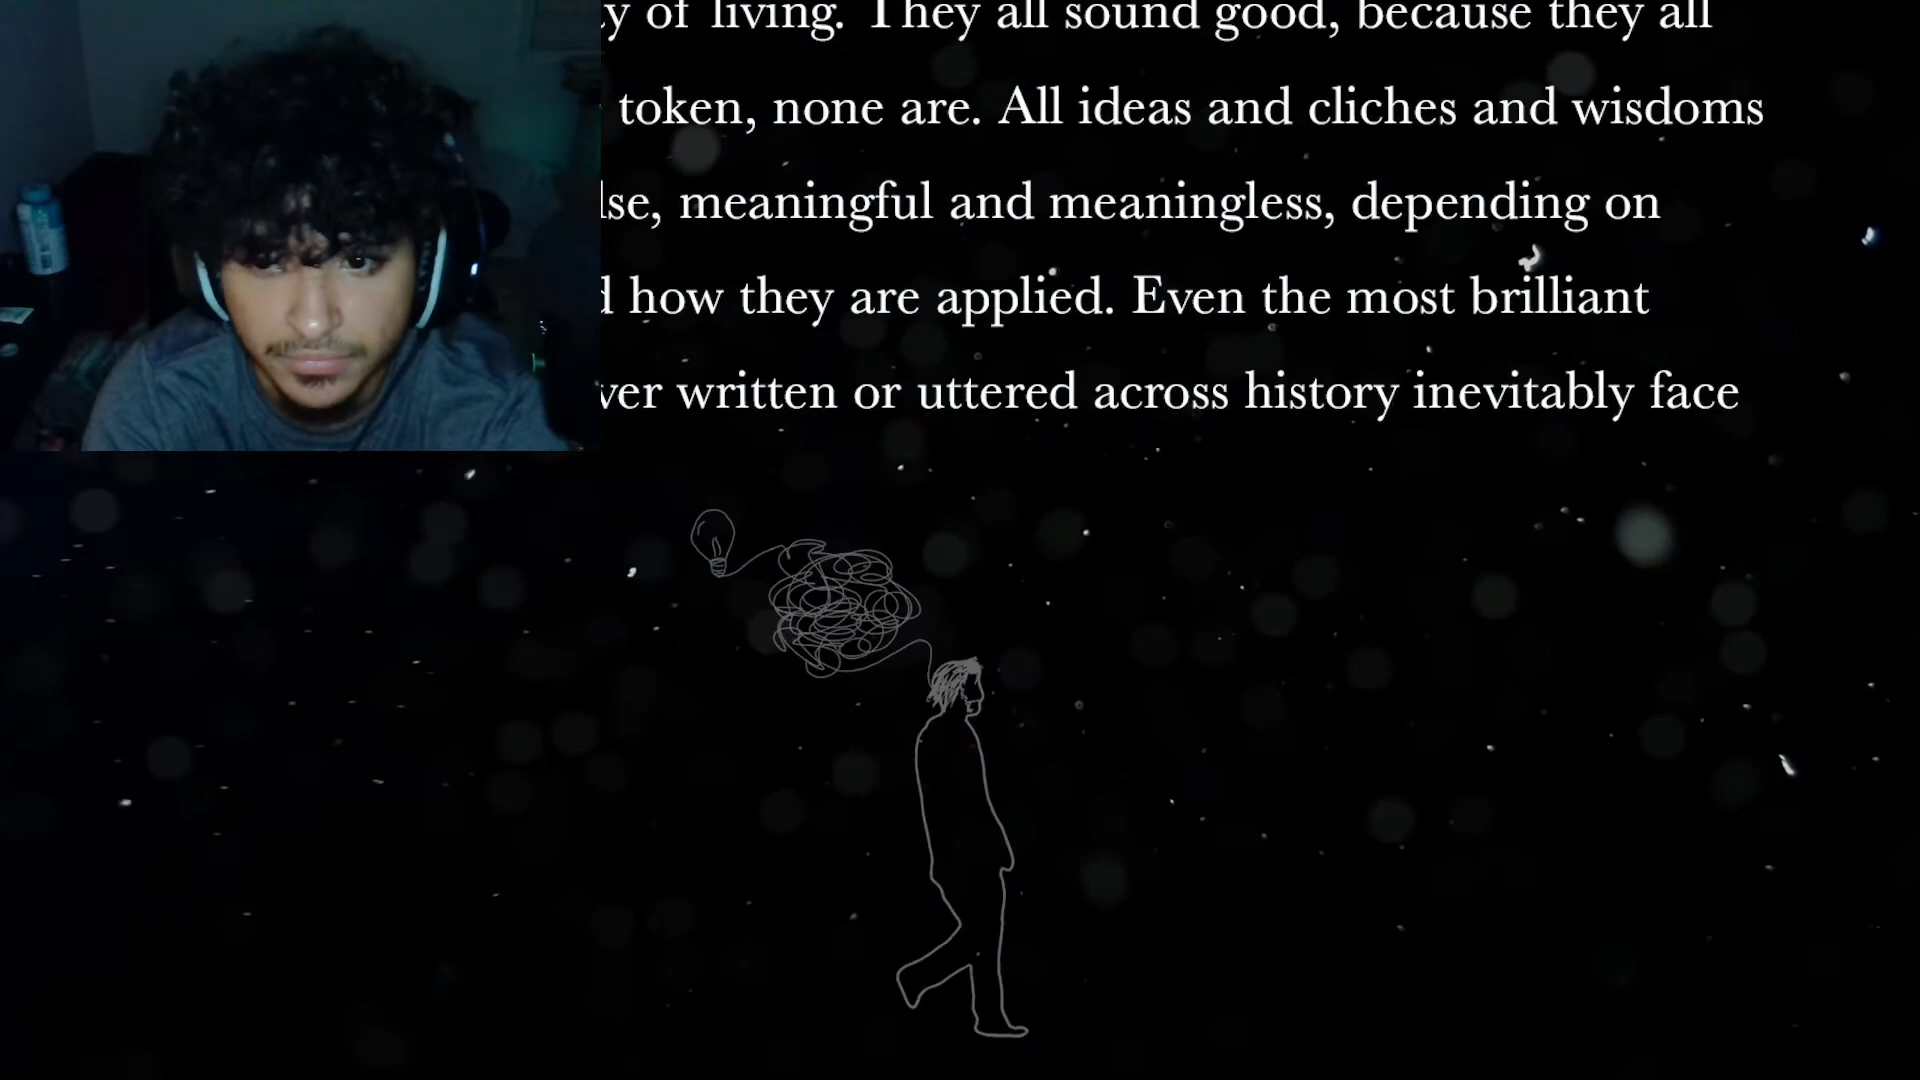 of living. They all sound good, because they all
token, none are. All ideas and cliches and wisdoms
meaningful and meaningless, depending on
how they are applied. Even the most brilliant
written or uttered across history inevitably face